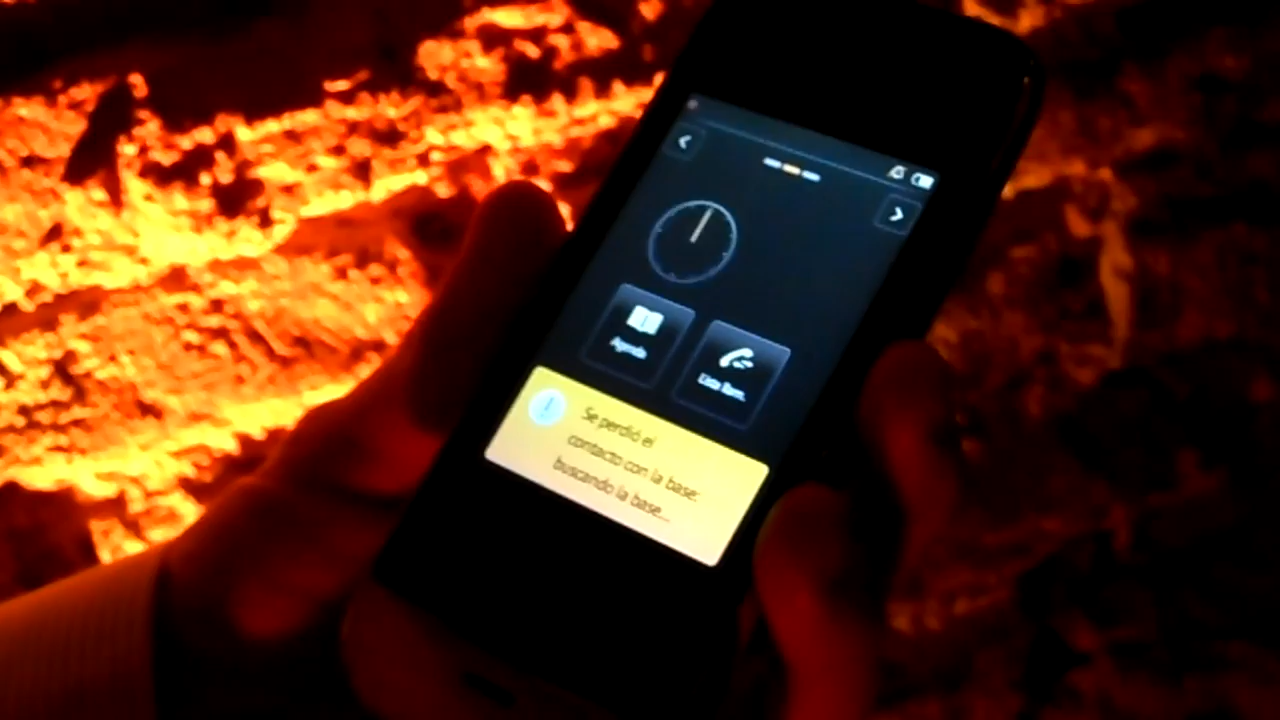 Agenda
Lista llam.
Se perdió el
contacto con la base:
buscando la base...